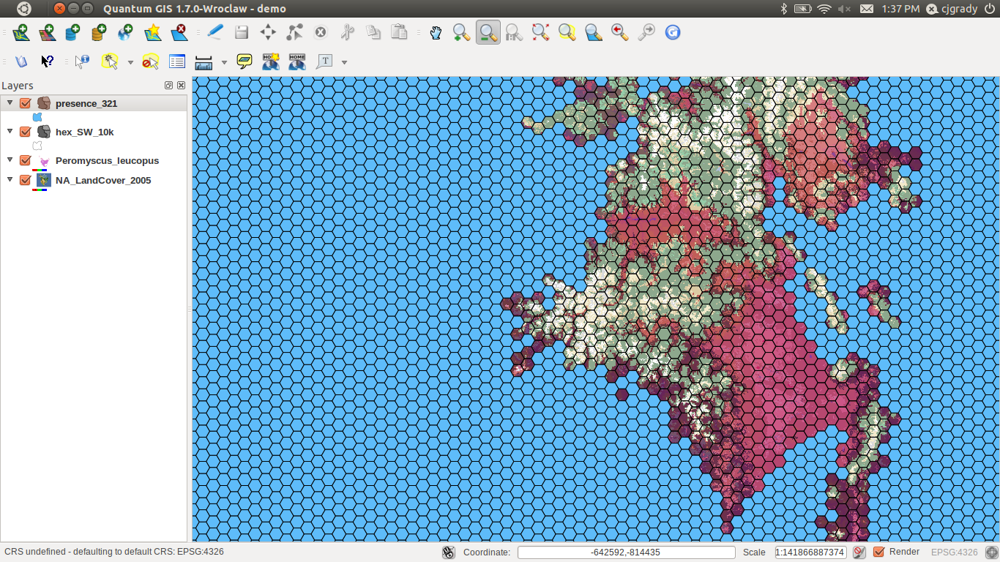 Quantum GIS 1.7.0-Wroclaw - demo
1:37 PM
cjgrady
T
Layers
presence_321
hex_SW_10k
Peromyscus_leucopus
NA_LandCover_2005
CRS undefined - defaulting to default CRS: EPSG:4326
Coordinate:
-642592,-814435
Scale
1:141866887374
Render
EPSG:4326